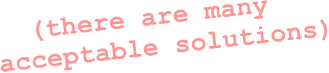 (there are many
acceptable solutions)